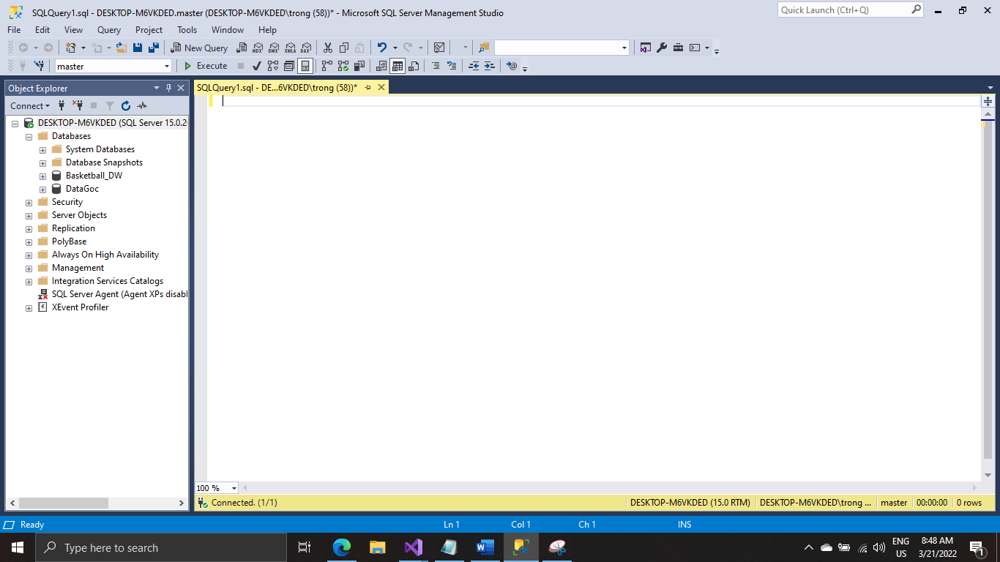 SQLQuery1.sql - DESKTOP-M6VKDED.master (DESKTOP-M6VKDED\trong (58))* - Microsoft SQL Server Management Studio
Quick Launch (Ctrl+Q)
File Edit View Query Project Tools Window Help
New Query MDX DMX XMLA DAX
master Execute
Object Explorer
SQLQuery1.sql - DE...6VKDED\trong (58))*
Connect
DESKTOP-M6VKDED (SQL Server 15.0.2
Databases
System Databases
Database Snapshots
Basketball_DW
DataGoc
Security
Server Objects
Replication
PolyBase
Always On High Availability
Management
Integration Services Catalogs
SQL Server Agent (Agent XPs disabl
XEvent Profiler
100 %
Connected. (1/1) DESKTOP-M6VKDED (15.0 RTM) DESKTOP-M6VKDED\trong ... master 00:00:00 0 rows
Ready Ln 1 Col 1 Ch 1 INS
Type here to search
ENG
US
8:48 AM
3/21/2022
1